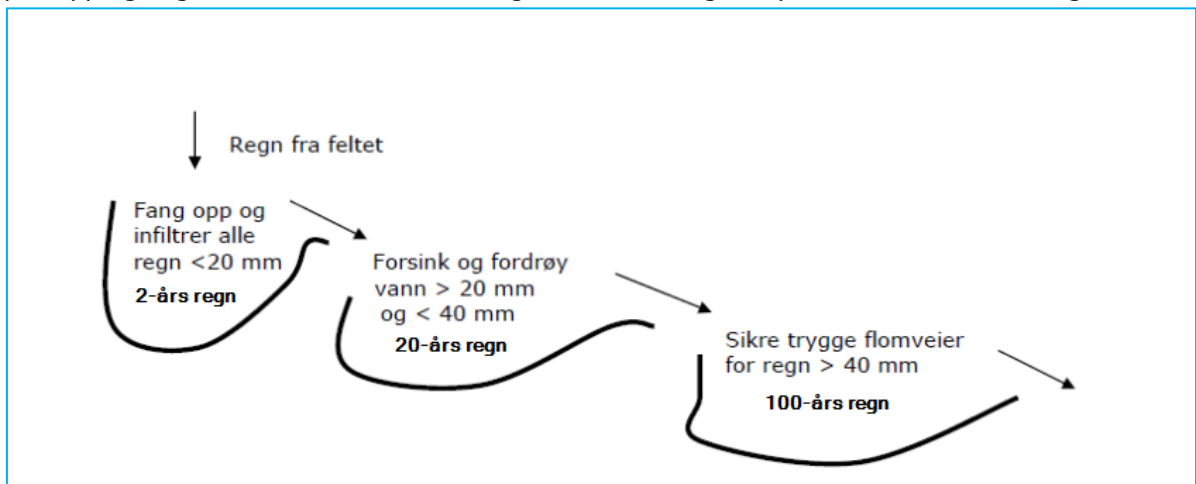 Regn fra feltet
Fang opp og
infiltrer alle
regn <20 mm
2-års regn
Forsink og fordrøy
vann > 20 mm
og < 40 mm
20-års regn
Sikre trygge flomveier
for regn > 40 mm
100-års regn